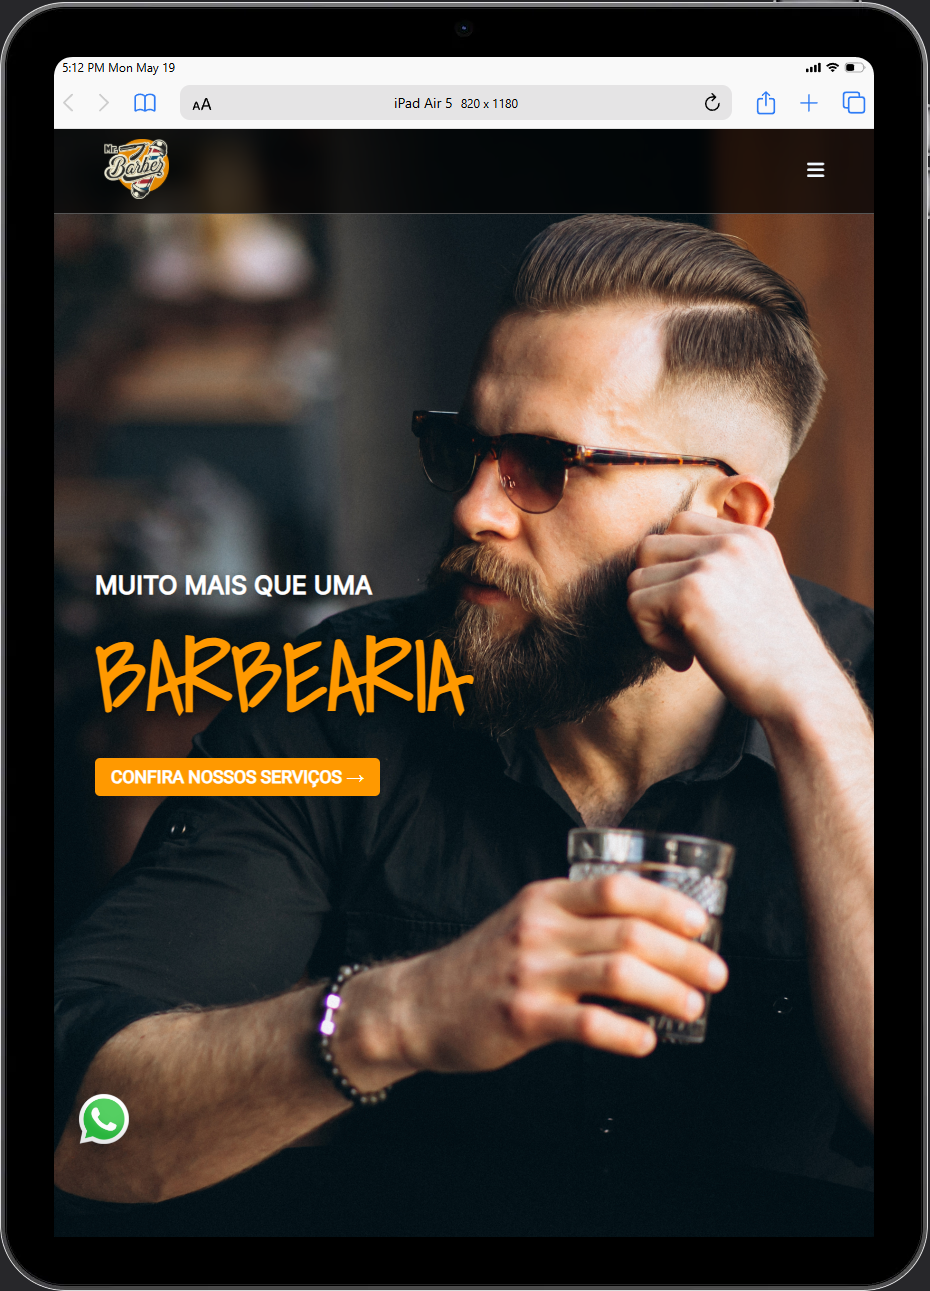 5:12 PM Mon May 19
AA
iPad Air 5 820 x 1180
Mr.
Barber
MUITO MAIS QUE UMA
BARBEARIA
CONFIRA NOSSOS SERVIÇOS →